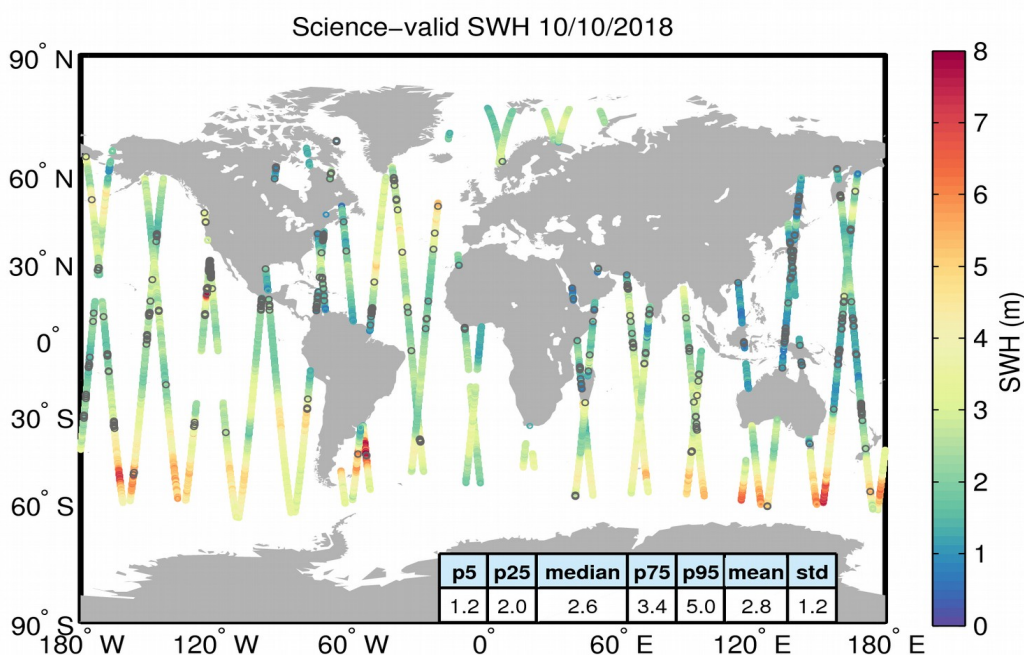 Science−valid SWH 10/10/2018
90° N
60° N
30° N
0°
30° S
60° S
90° S
180° W
120° W
60° W
0°
60° E
120° E
180° E
p5 p25 median p75 p95 mean std
1.2 2.0 2.6 3.4 5.0 2.8 1.2
8
7
6
5
4
3
2
1
0
SWH (m)